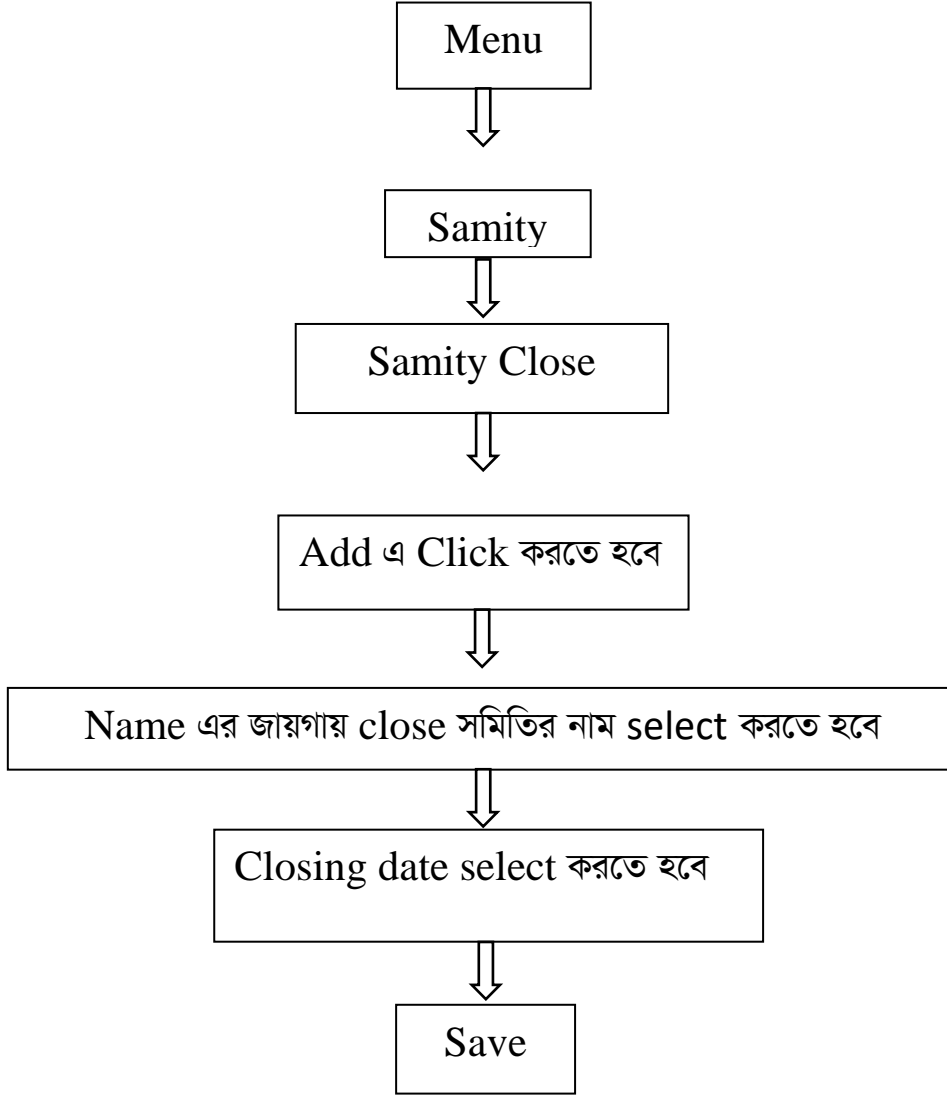 Menu
Samity
Samity Close
Add এ Click করতে হবে
Name এর জায়গায় close সমিতির নাম select করতে হবে
Closing date select করতে হবে
Save